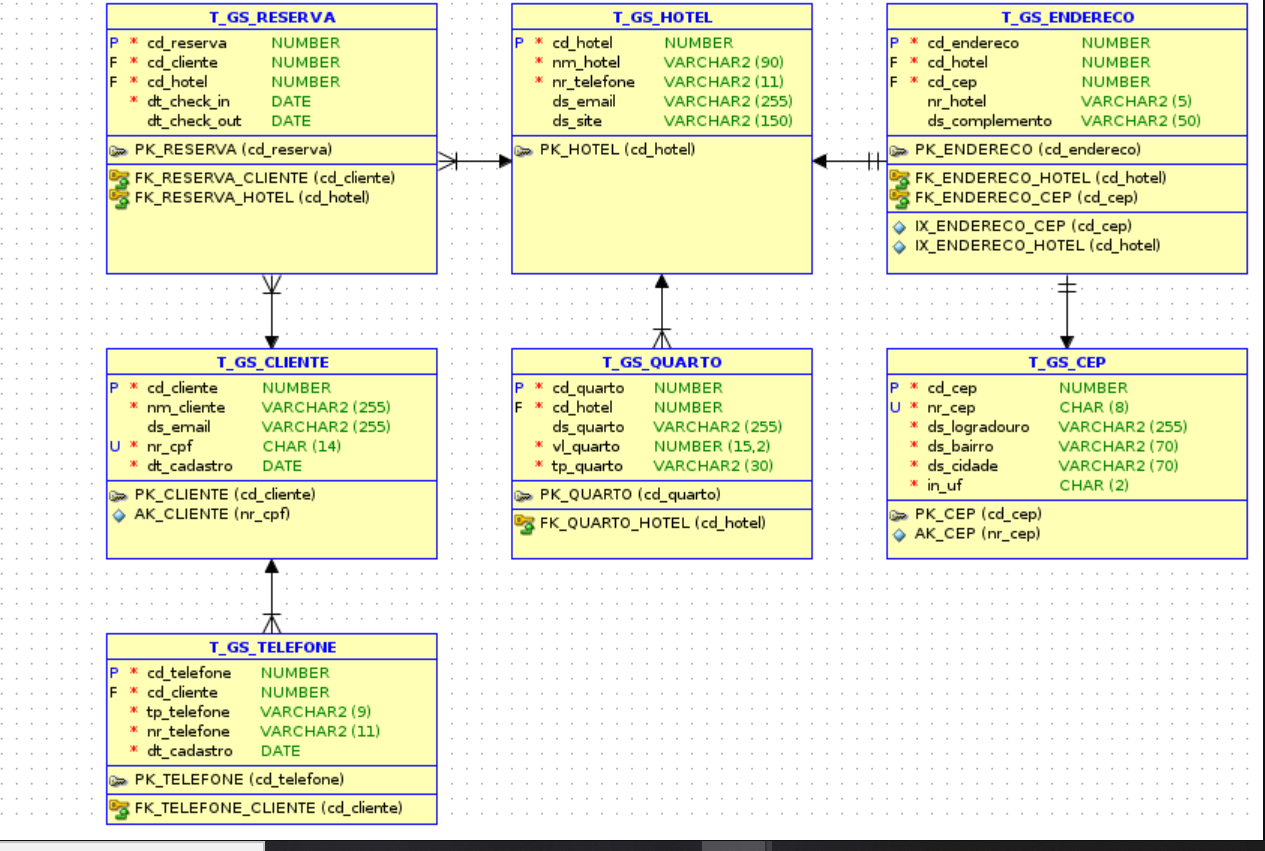 T_GS_RESERVA
P * cd_reserva NUMBER
F * cd_cliente NUMBER
F * cd_hotel NUMBER
* dt_check_in DATE
dt_check_out DATE
PK_RESERVA (cd_reserva)
FK_RESERVA_CLIENTE (cd_cliente)
FK_RESERVA_HOTEL (cd_hotel)
T_GS_HOTEL
P * cd_hotel NUMBER
* nm_hotel VARCHAR2 (90)
* nr_telefone VARCHAR2 (11)
ds_email VARCHAR2 (255)
ds_site VARCHAR2 (150)
PK_HOTEL (cd_hotel)
T_GS_ENDERECO
P * cd_endereco NUMBER
F * cd_hotel NUMBER
F * cd_cep NUMBER
nr_hotel VARCHAR2 (5)
ds_complemento VARCHAR2 (50)
PK_ENDERECO (cd_endereco)
FK_ENDERECO_HOTEL (cd_hotel)
FK_ENDERECO_CEP (cd_cep)
IX_ENDERECO_CEP (cd_cep)
IX_ENDERECO_HOTEL (cd_hotel)
T_GS_CLIENTE
P * cd_cliente NUMBER
* nm_cliente VARCHAR2 (255)
ds_email VARCHAR2 (255)
U * nr_cpf CHAR (14)
* dt_cadastro DATE
PK_CLIENTE (cd_cliente)
AK_CLIENTE (nr_cpf)
T_GS_QUARTO
P * cd_quarto NUMBER
F * cd_hotel NUMBER
ds_quarto VARCHAR2 (255)
* vl_quarto NUMBER (15,2)
* tp_quarto VARCHAR2 (30)
PK_QUARTO (cd_quarto)
FK_QUARTO_HOTEL (cd_hotel)
T_GS_CEP
P * cd_cep NUMBER
U * nr_cep CHAR (8)
* ds_logradouro VARCHAR2 (255)
* ds_bairro VARCHAR2 (70)
* ds_cidade VARCHAR2 (70)
* in_uf CHAR (2)
PK_CEP (cd_cep)
AK_CEP (nr_cep)
T_GS_TELEFONE
P * cd_telefone NUMBER
F * cd_cliente NUMBER
* tp_telefone VARCHAR2 (9)
* nr_telefone VARCHAR2 (11)
* dt_cadastro DATE
PK_TELEFONE (cd_telefone)
FK_TELEFONE_CLIENTE (cd_cliente)